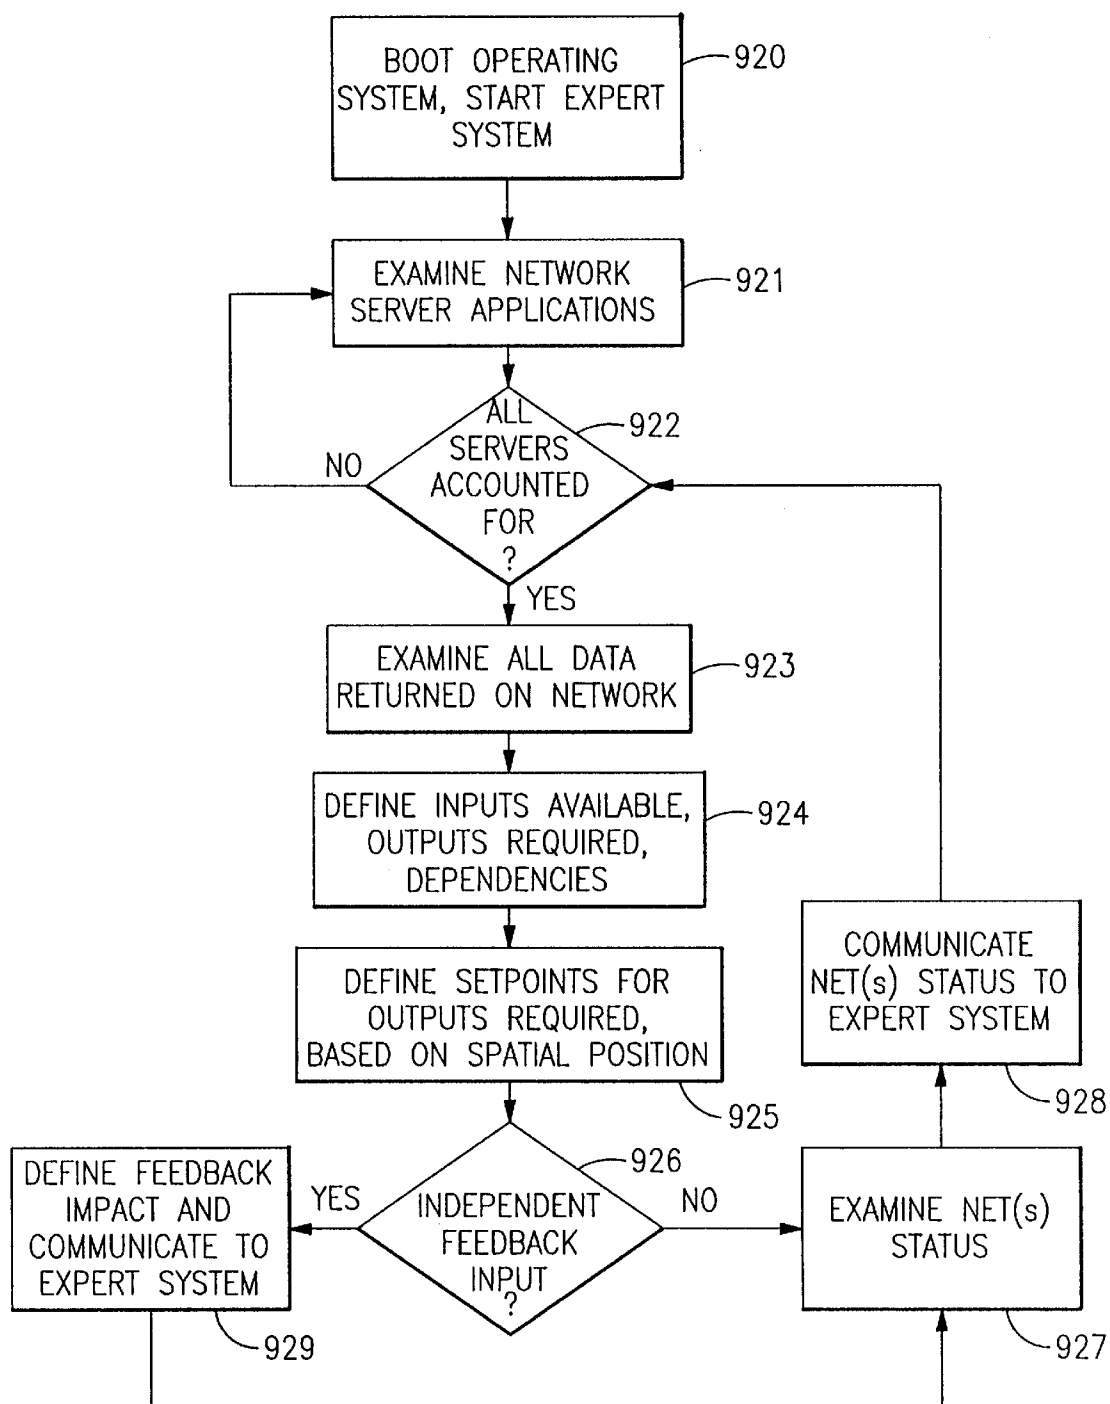 BOOT OPERATING
SYSTEM, START EXPERT
SYSTEM
920
EXAMINE NETWORK
SERVER APPLICATIONS
921
ALL
SERVERS
ACCOUNTED
FOR
?
922
NO
YES
EXAMINE ALL DATA
RETURNED ON NETWORK
923
DEFINE INPUTS AVAILABLE,
OUTPUTS REQUIRED,
DEPENDENCIES
924
DEFINE SETPOINTS FOR
OUTPUTS REQUIRED,
BASED ON SPATIAL POSITION
925
COMMUNICATE
NET(s) STATUS TO
EXPERT SYSTEM
928
INDEPENDENT
FEEDBACK
INPUT
?
926
YES
NO
DEFINE FEEDBACK
IMPACT AND
COMMUNICATE TO
EXPERT SYSTEM
929
EXAMINE NET(s)
STATUS
927